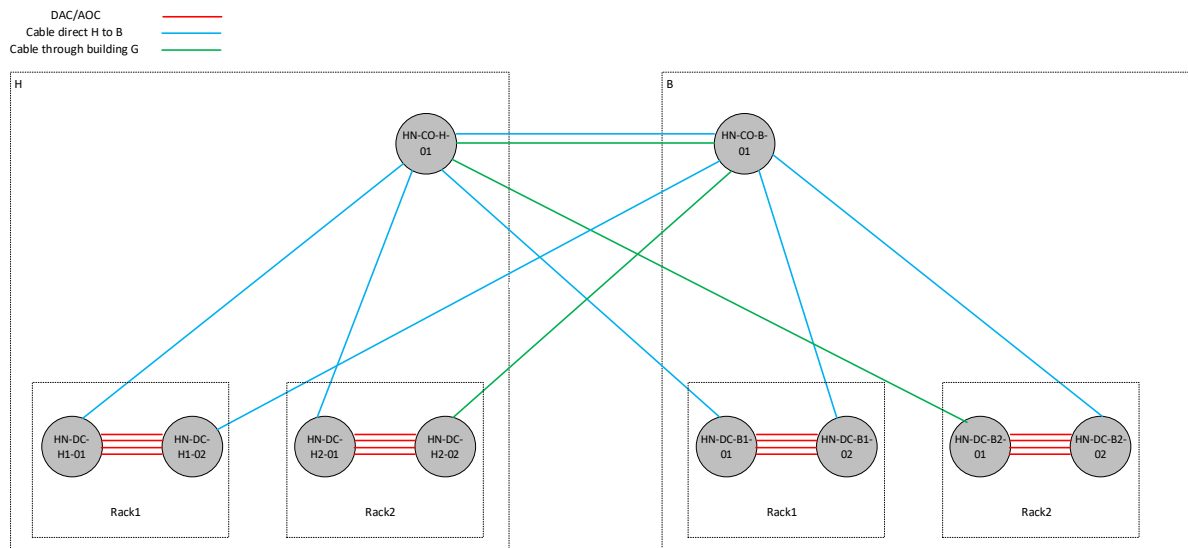 DAC/AOC
Cable direct H to B
Cable through building G
H
B
HN-CO-H-
01
HN-CO-B-
01
HN-DC-
H1-01
HN-DC-
H1-02
HN-DC-
H2-01
HN-DC-
H2-02
HN-DC-B1-
01
HN-DC-B1-
02
HN-DC-B2-
01
HN-DC-B2-
02
Rack1
Rack2
Rack1
Rack2